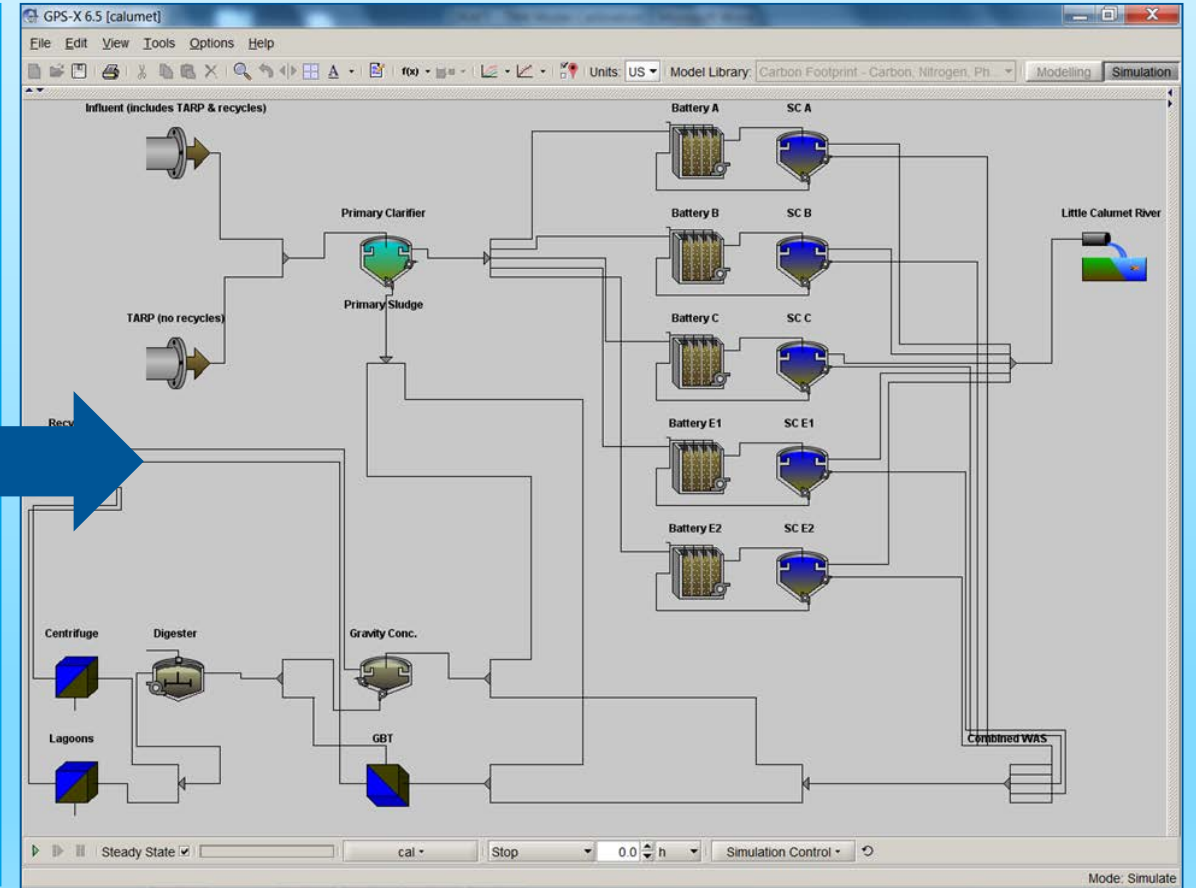 GPS-X 6.5 [calumet]
File Edit View Tools Options Help
f(x) Units: US Model Library: Carbon Footprint - Carbon, Nitrogen, Ph... Modelling Simulation
Influent (includes TARP & recycles)
Battery A SC A
Primary Clarifier
Battery B SC B
Little Calumet River
Primary Sludge
TARP (no recycles)
Battery C SC C
Battery E1 SC E1
Battery E2 SC E2
Centrifuge Digester Gravity Conc.
Lagoons GBT Combined WAS
Steady State cal Stop 0.0 h Simulation Control
Mode: Simulate